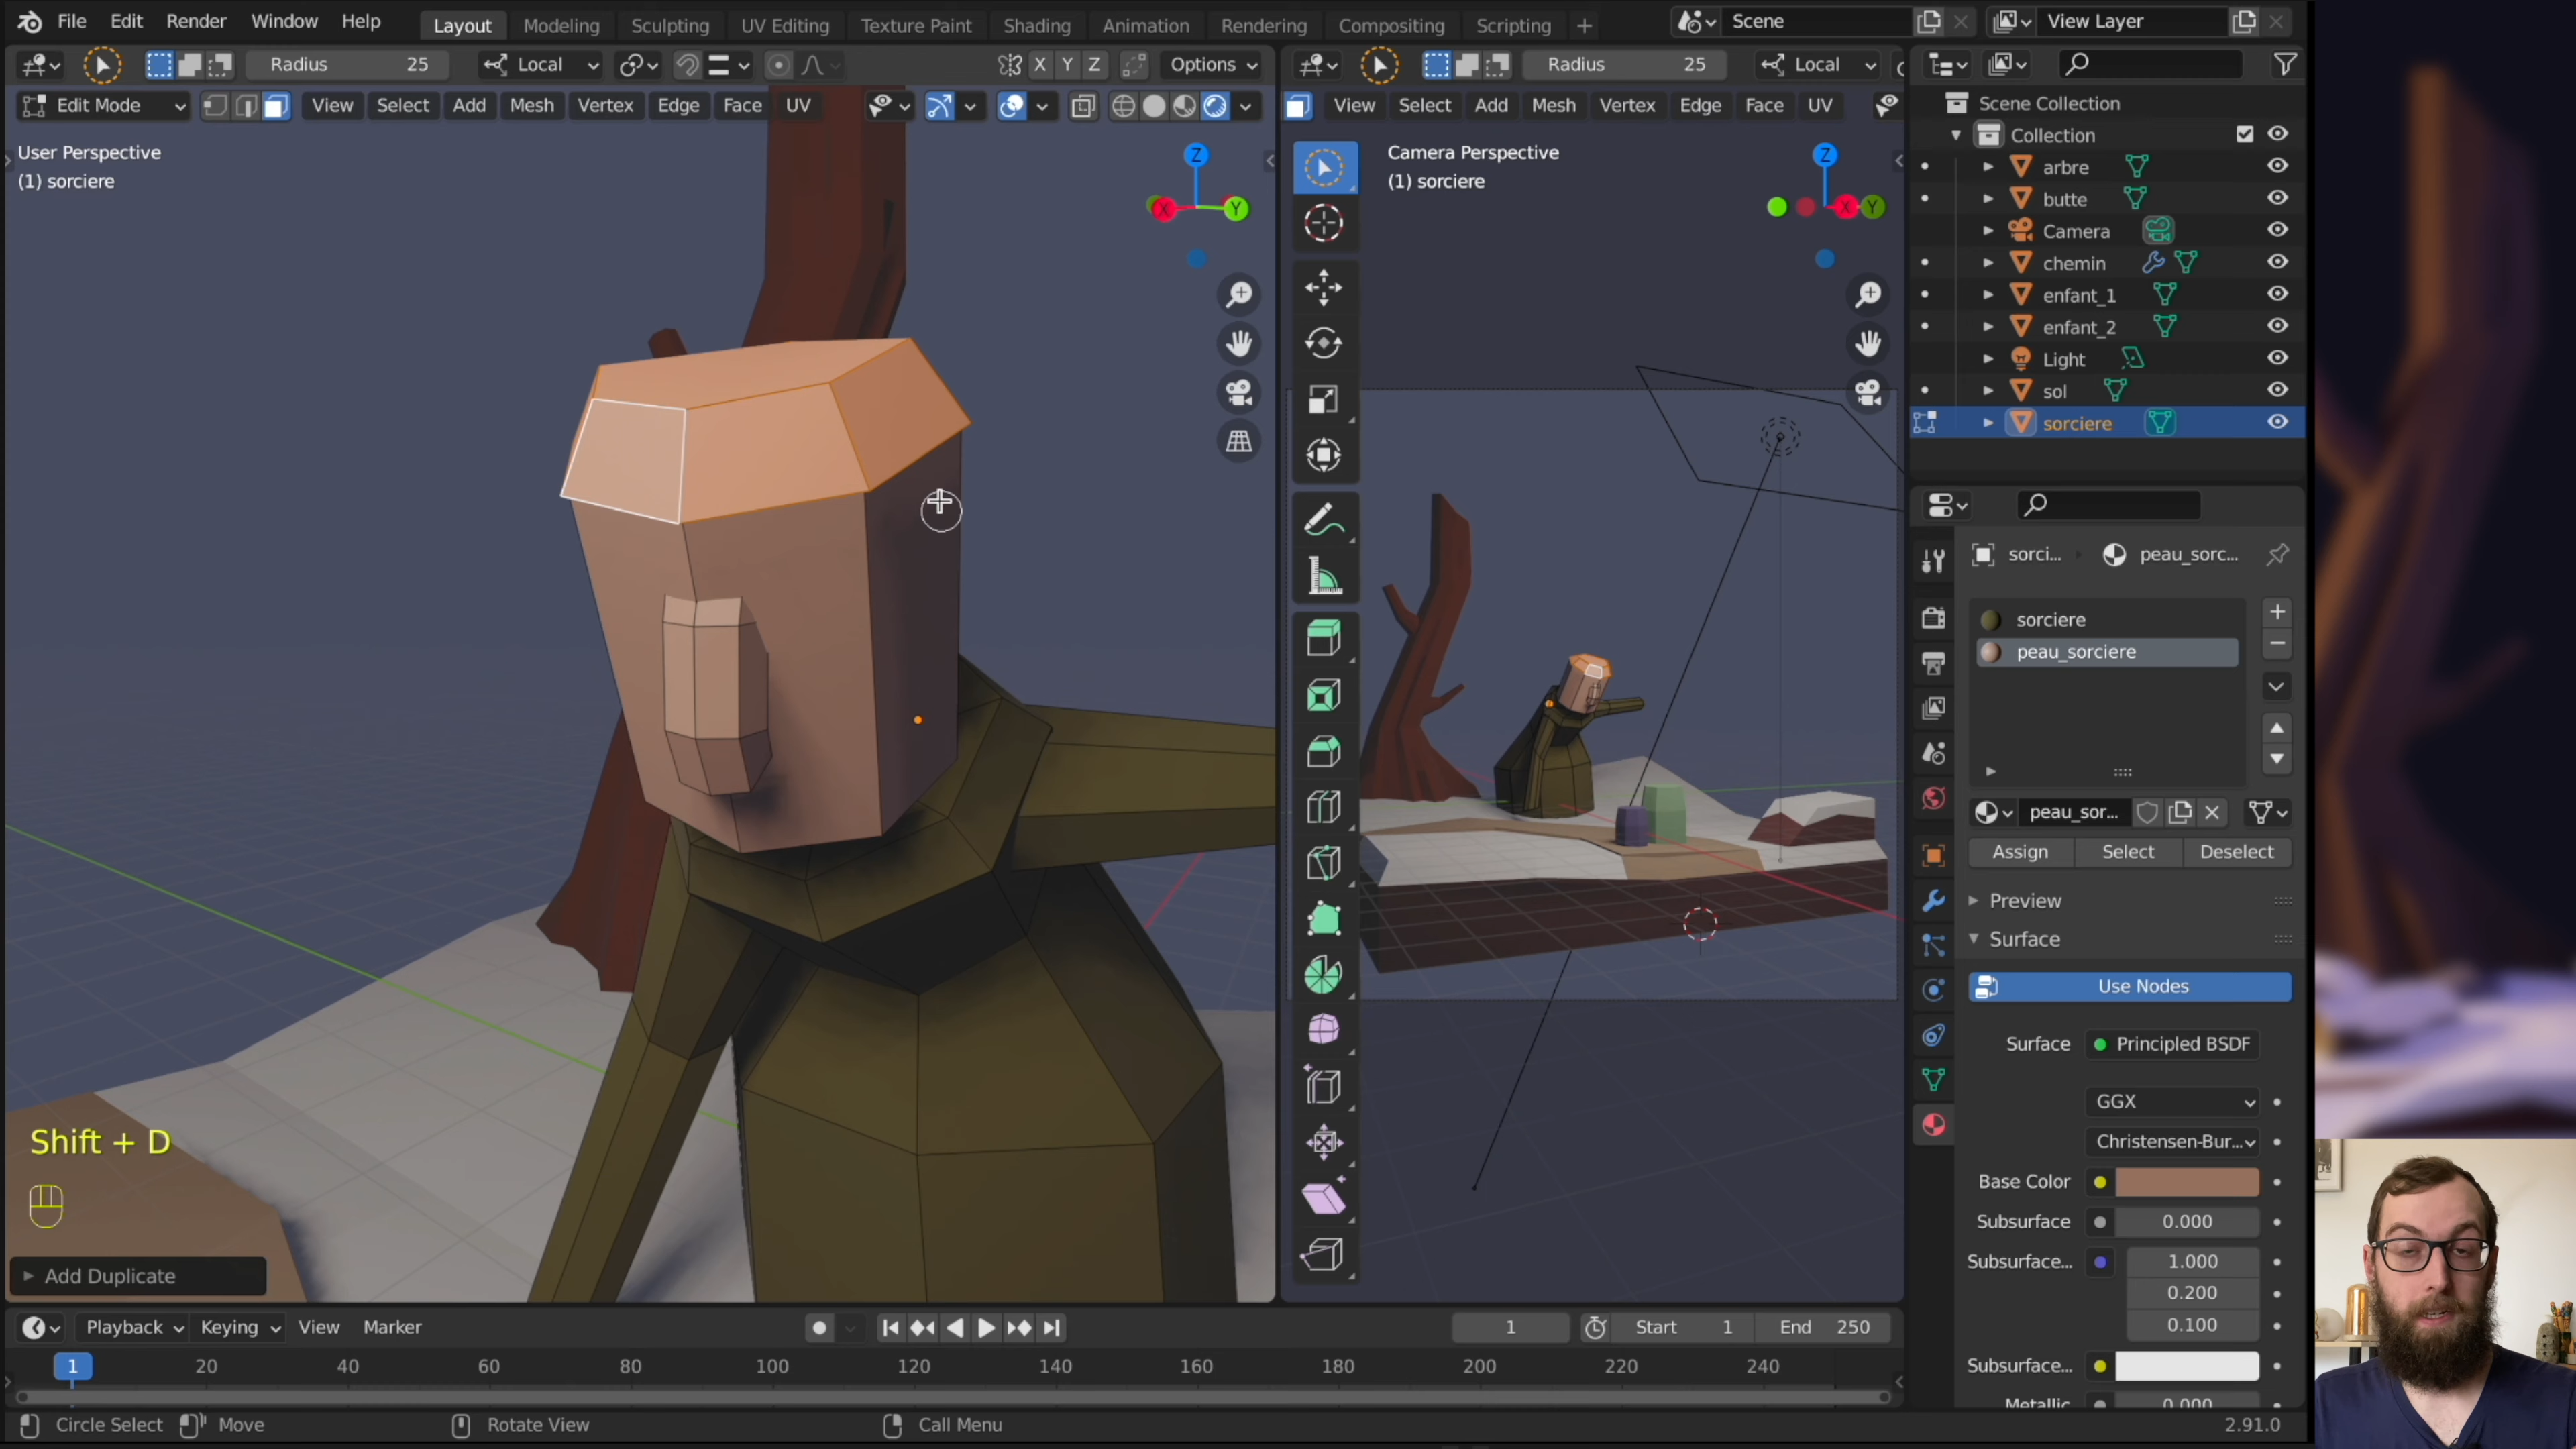 File Edit Render Window Help Layout Modeling Sculpting UV Editing Texture Paint Shading Animation Rendering Compositing Scripting + Scene View Layer
Radius 25 Local X Y Z Options Radius 25 Local
Edit Mode View Select Add Mesh Vertex Edge Face UV View Select Add Mesh Vertex Edge Face UV
Scene Collection
Collection
arbre
butte
Camera
chemin
enfant_1
enfant_2
Light
sol
sorciere
User Perspective
(1) sorciere
Z
X
Y
Camera Perspective
(1) sorciere
Z
X
Y
sorci... peau_sorc...
sorciere
peau_sorciere
peau_sor...
Assign Select Deselect
Preview
Surface
Use Nodes
Surface Principled BSDF
GGX
Christensen-Bur...
Base Color
Subsurface 0.000
Subsurface... 1.000
0.200
0.100
Subsurface...
Metallic 0.000
Shift + D
Add Duplicate
Playback Keying View Marker 1 Start 1 End 250
1 20 40 60 80 100 120 140 160 180 200 220 240
Circle Select Move Rotate View Call Menu 2.91.0